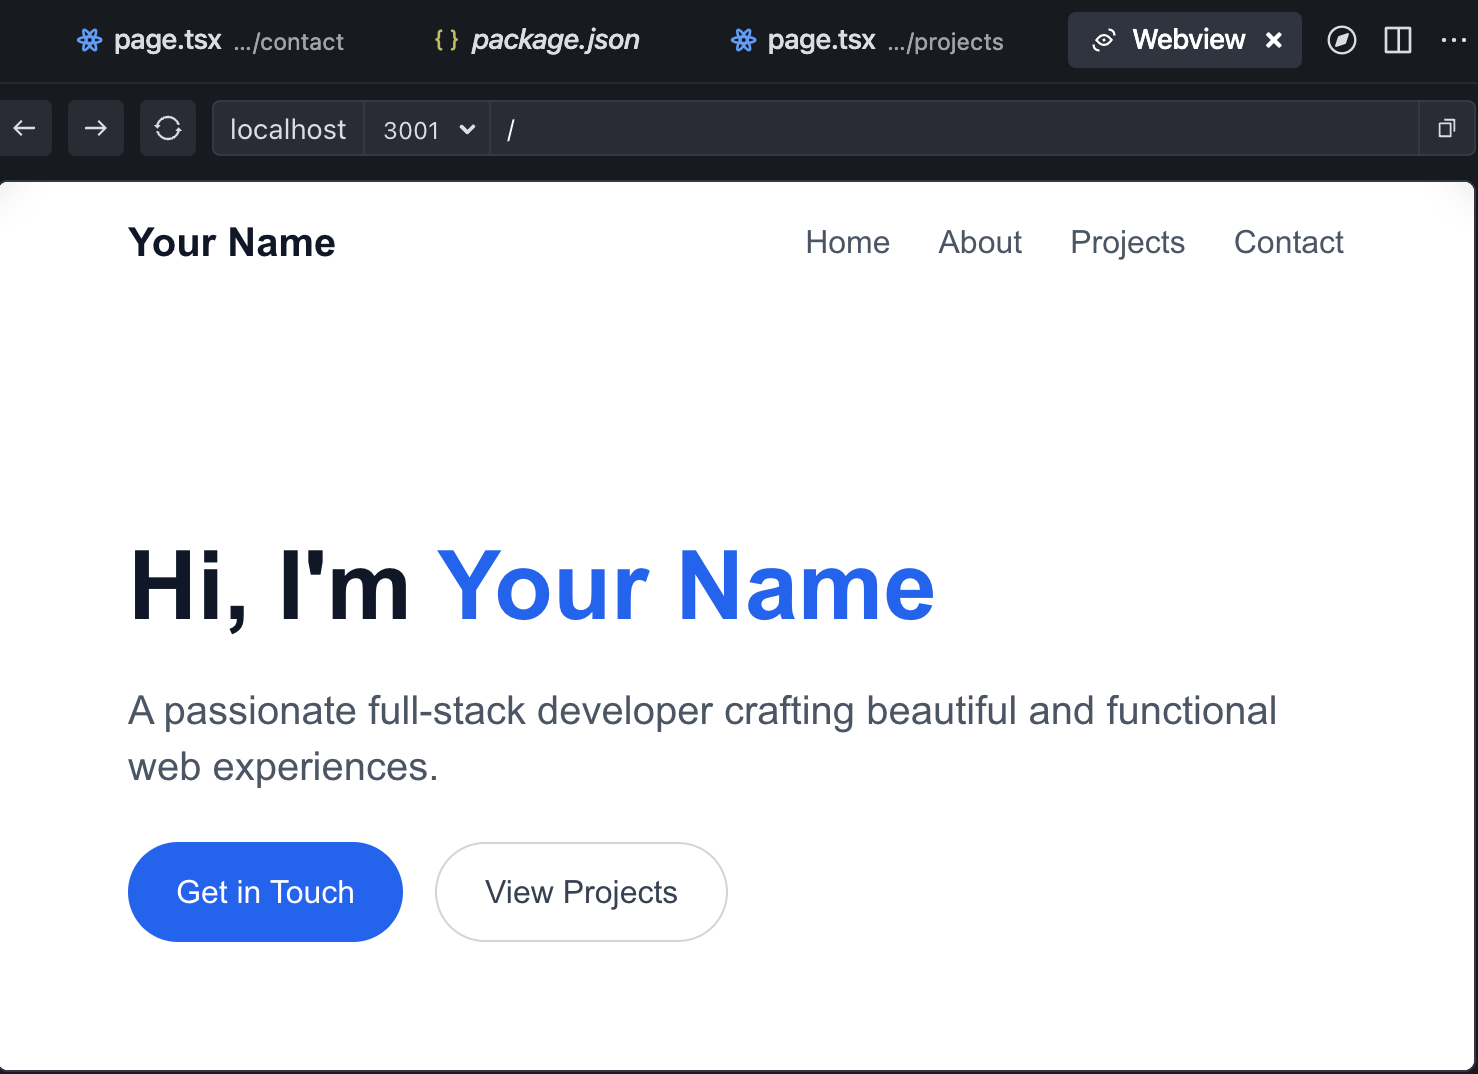 page.tsx .../contact
{ } package.json
page.tsx .../projects
Webview
localhost 3001 /
Your Name
Home About Projects Contact
Hi, I'm Your Name
A passionate full-stack developer crafting beautiful and functional
web experiences.
Get in Touch
View Projects